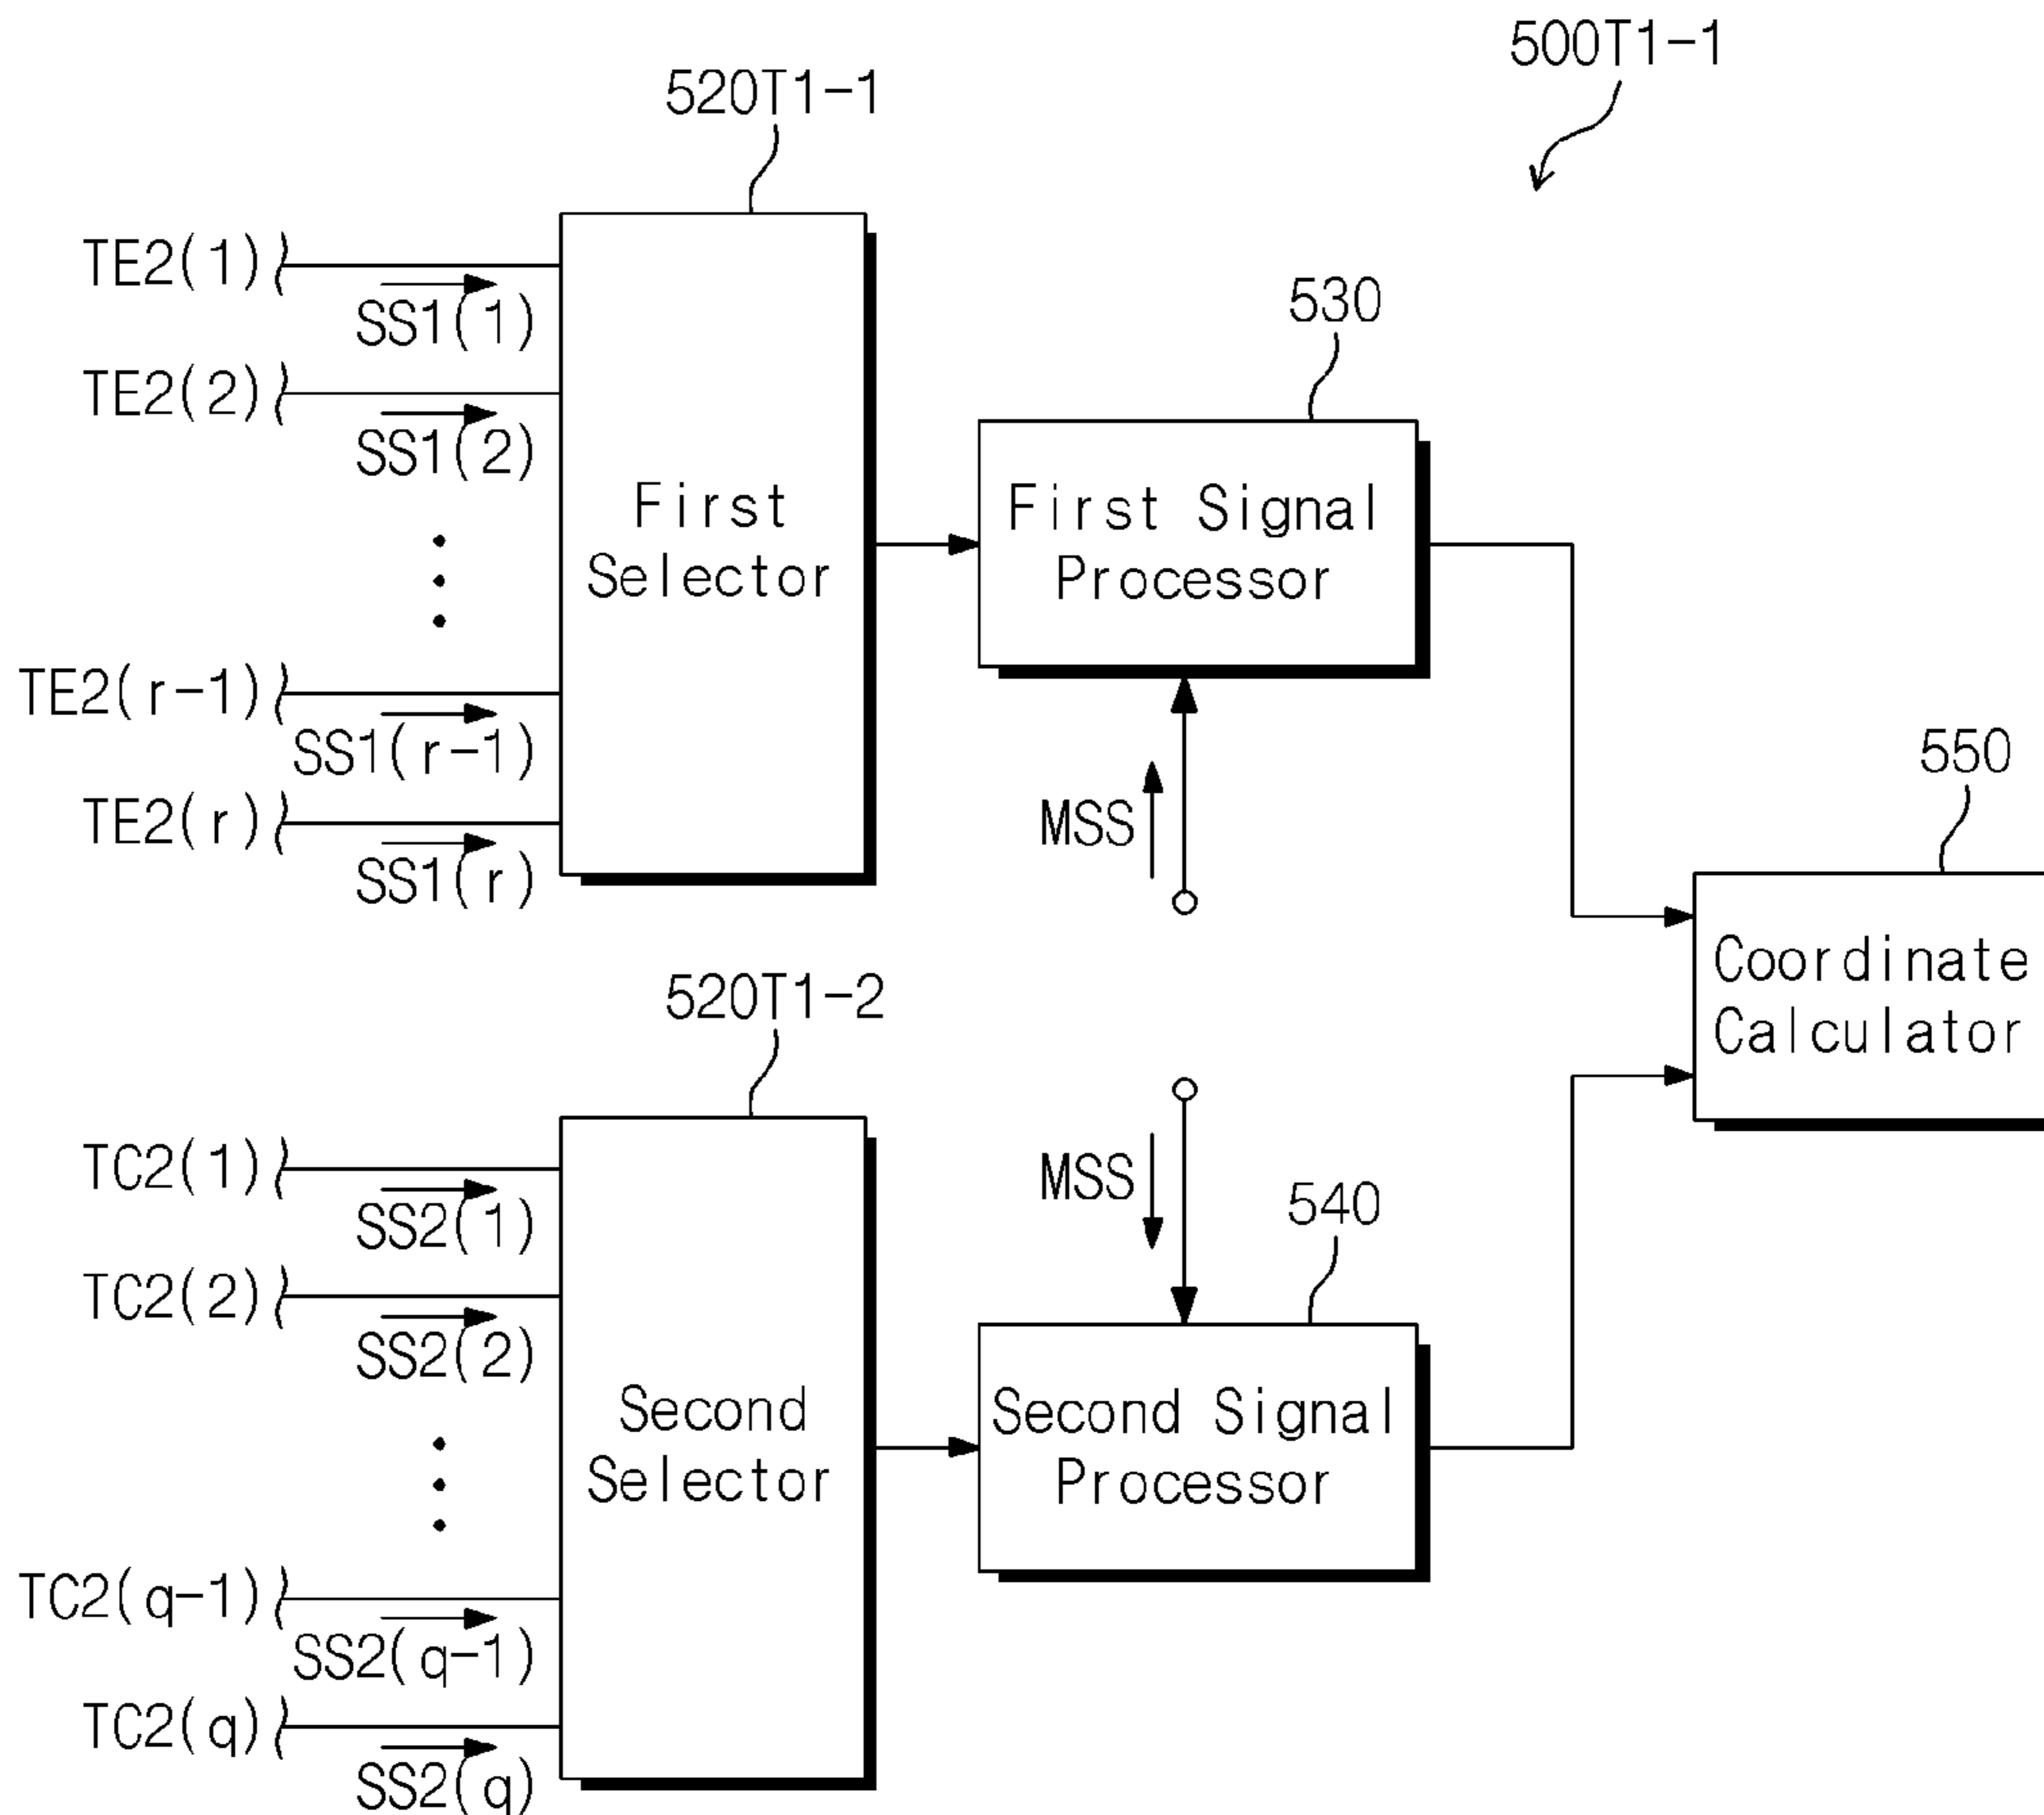 500T1-1
520T1-1
TE2(1)
SS1(1)
TE2(2)
SS1(2)
TE2(r-1)
SS1(r-1)
TE2(r)
SS1(r)
First
Selector
530
First Signal
Processor
MSS
550
Coordinate
Calculator
520T1-2
TC2(1)
SS2(1)
TC2(2)
SS2(2)
TC2(q-1)
SS2(q-1)
TC2(q)
SS2(q)
Second
Selector
MSS
540
Second Signal
Processor